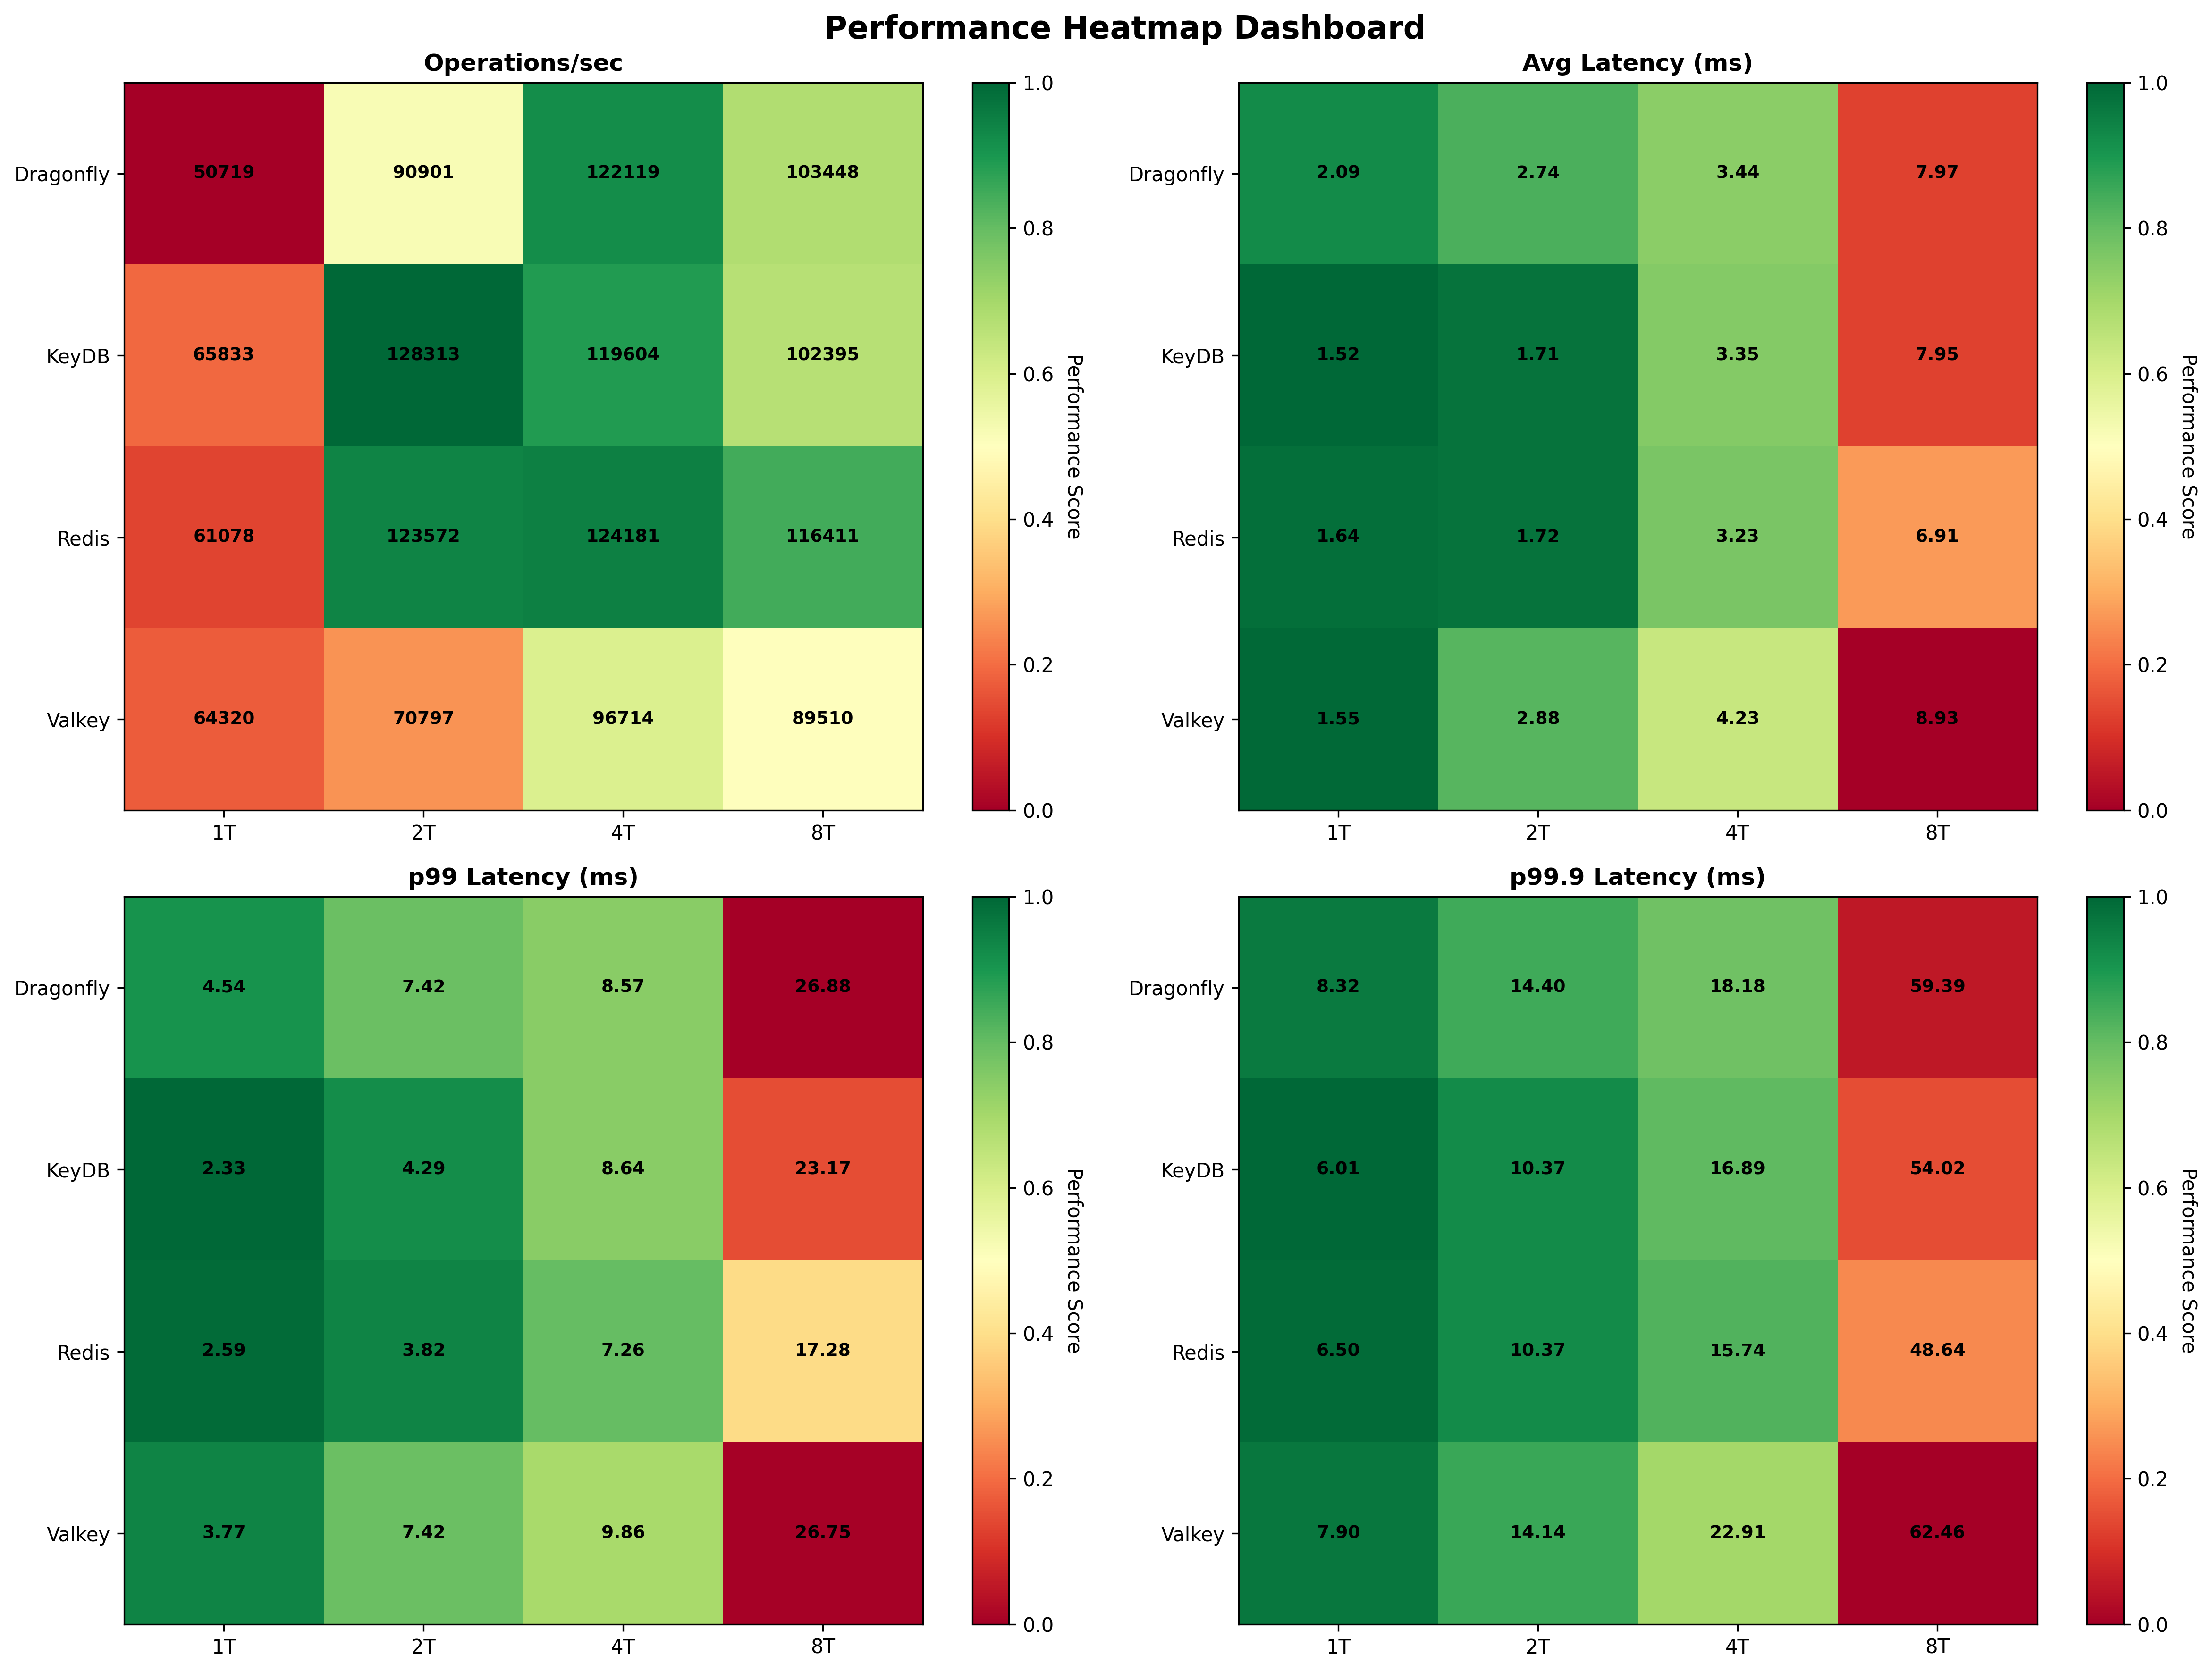 Performance Heatmap Dashboard
Operations/sec
Dragonfly 50719 90901 122119 103448
KeyDB 65833 128313 119604 102395
Redis 61078 123572 124181 116411
Valkey 64320 70797 96714 89510
1T 2T 4T 8T
1.0
0.8
0.6
0.4
0.2
0.0
Performance Score
Avg Latency (ms)
Dragonfly 2.09 2.74 3.44 7.97
KeyDB 1.52 1.71 3.35 7.95
Redis 1.64 1.72 3.23 6.91
Valkey 1.55 2.88 4.23 8.93
1T 2T 4T 8T
1.0
0.8
0.6
0.4
0.2
0.0
Performance Score
p99 Latency (ms)
Dragonfly 4.54 7.42 8.57 26.88
KeyDB 2.33 4.29 8.64 23.17
Redis 2.59 3.82 7.26 17.28
Valkey 3.77 7.42 9.86 26.75
1T 2T 4T 8T
1.0
0.8
0.6
0.4
0.2
0.0
Performance Score
p99.9 Latency (ms)
Dragonfly 8.32 14.40 18.18 59.39
KeyDB 6.01 10.37 16.89 54.02
Redis 6.50 10.37 15.74 48.64
Valkey 7.90 14.14 22.91 62.46
1T 2T 4T 8T
1.0
0.8
0.6
0.4
0.2
0.0
Performance Score